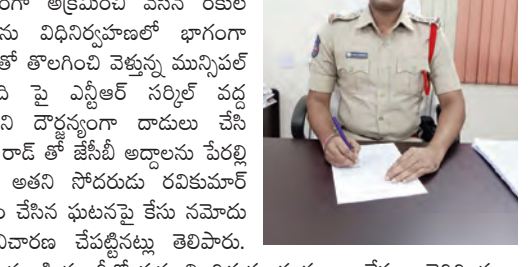 అక్రమించి వేసిన రేకుల
ను విధినిర్వహణలో భాగంగా
తో తొలగించి వెళ్తున్న మున్సిపల్
పై ఎన్టీఆర్ సర్కిల్ వద్ద
ని దౌర్జన్యంగా దాడులు చేసి
రాడ్ తో జేసీబీ అద్దాలను పేరల్లి
అతని సోదరుడు రవికుమార్
చేసిన ఘటనపై కేసు నమోదు
విచారణ చేపట్టినట్లు తెలిపారు.